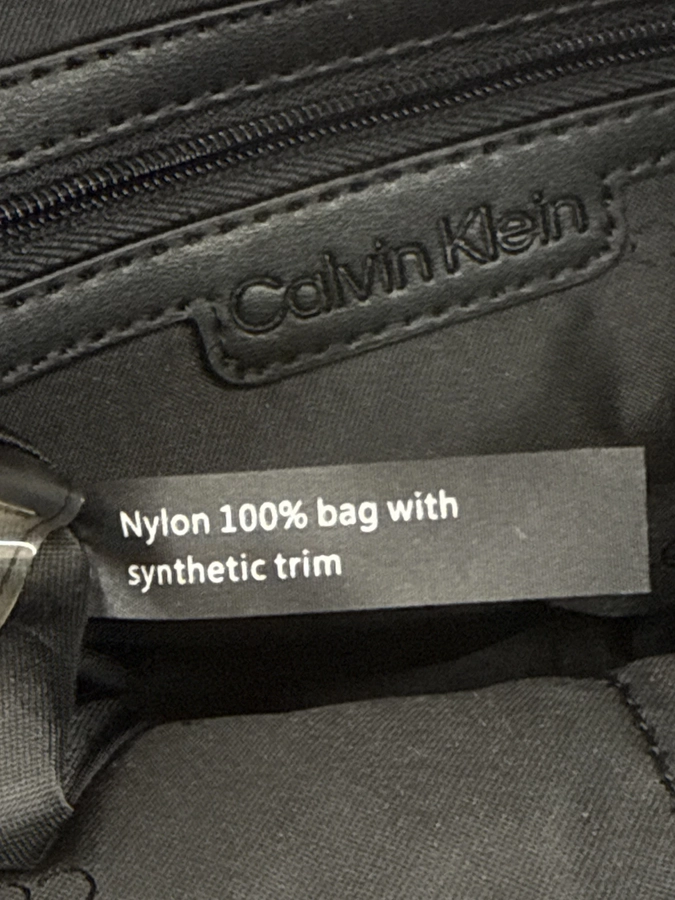 Calvin Klein
Nylon 100% bag with
synthetic trim